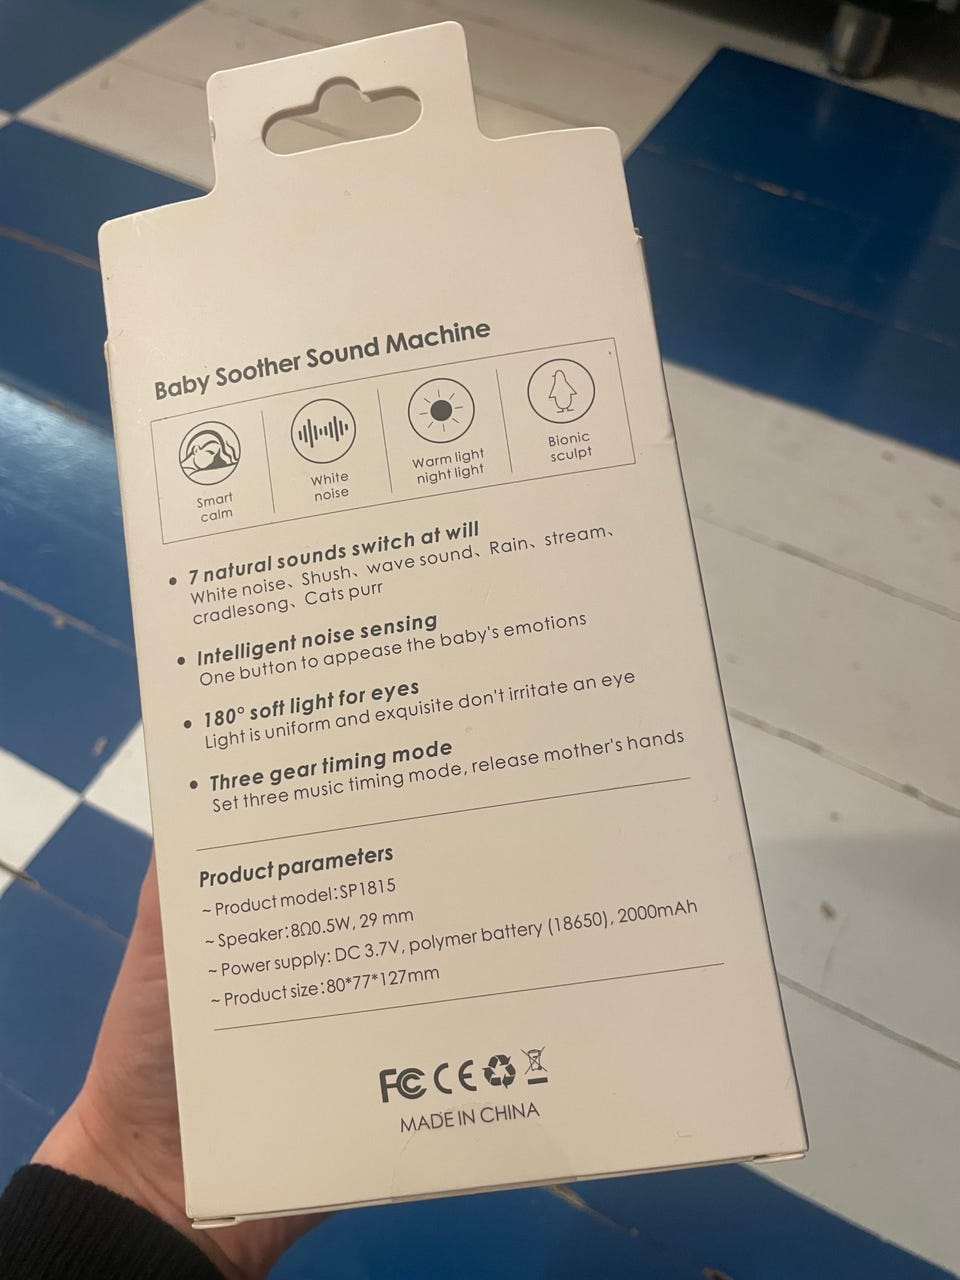 Baby Soother Sound Machine
Smart
calm
White
noise
Warm light
night light
Bionic
sculpt
• 7 natural sounds switch at will
White noise、Shush、wave sound、Rain、stream、
cradlesong、Cats purr
• Intelligent noise sensing
One button to appease the baby's emotions
• 180° soft light for eyes
Light is uniform and exquisite don't irritate an eye
• Three gear timing mode
Set three music timing mode, release mother's hands
Product parameters
~ Product model:SP1815
~ Speaker:8Ω0.5W, 29 mm
~ Power supply: DC 3.7V, polymer battery (18650), 2000mAh
~ Product size:80*77*127mm
FC CE
MADE IN CHINA